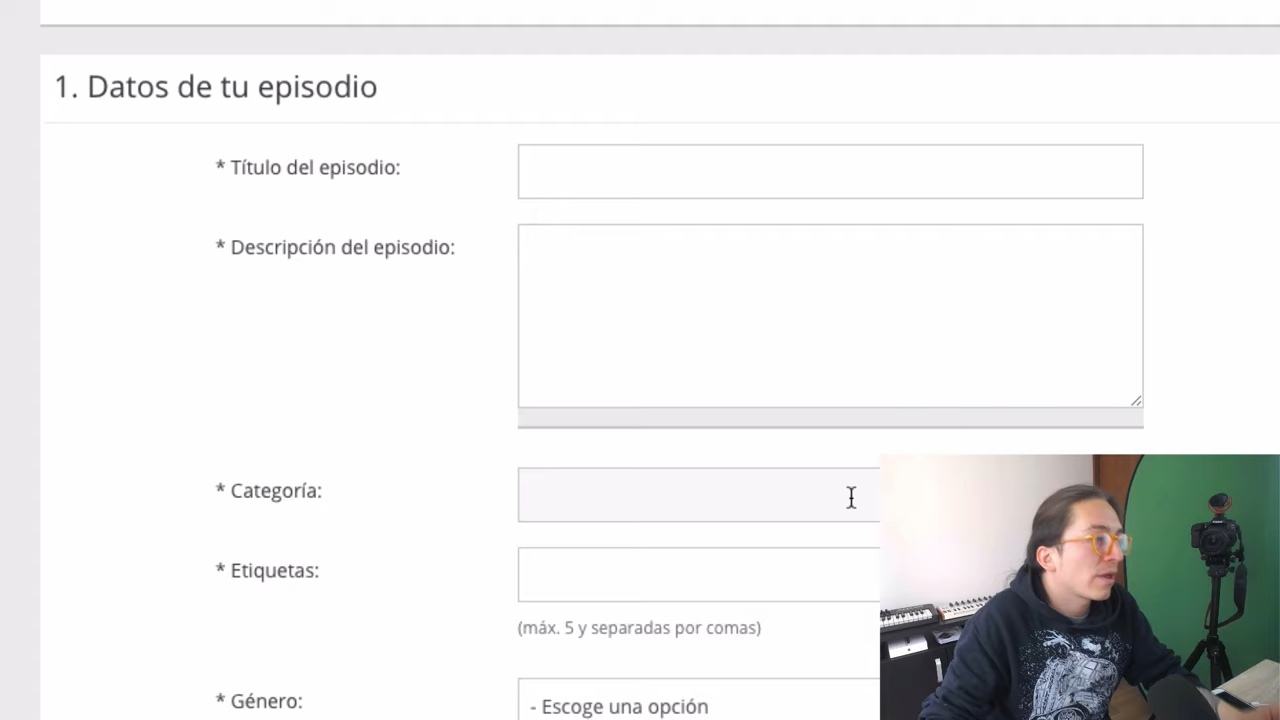 1. Datos de tu episodio
* Título del episodio:
* Descripción del episodio:
* Categoría:
* Etiquetas:
(máx. 5 y separadas por comas)
* Género:
- Escoge una opción